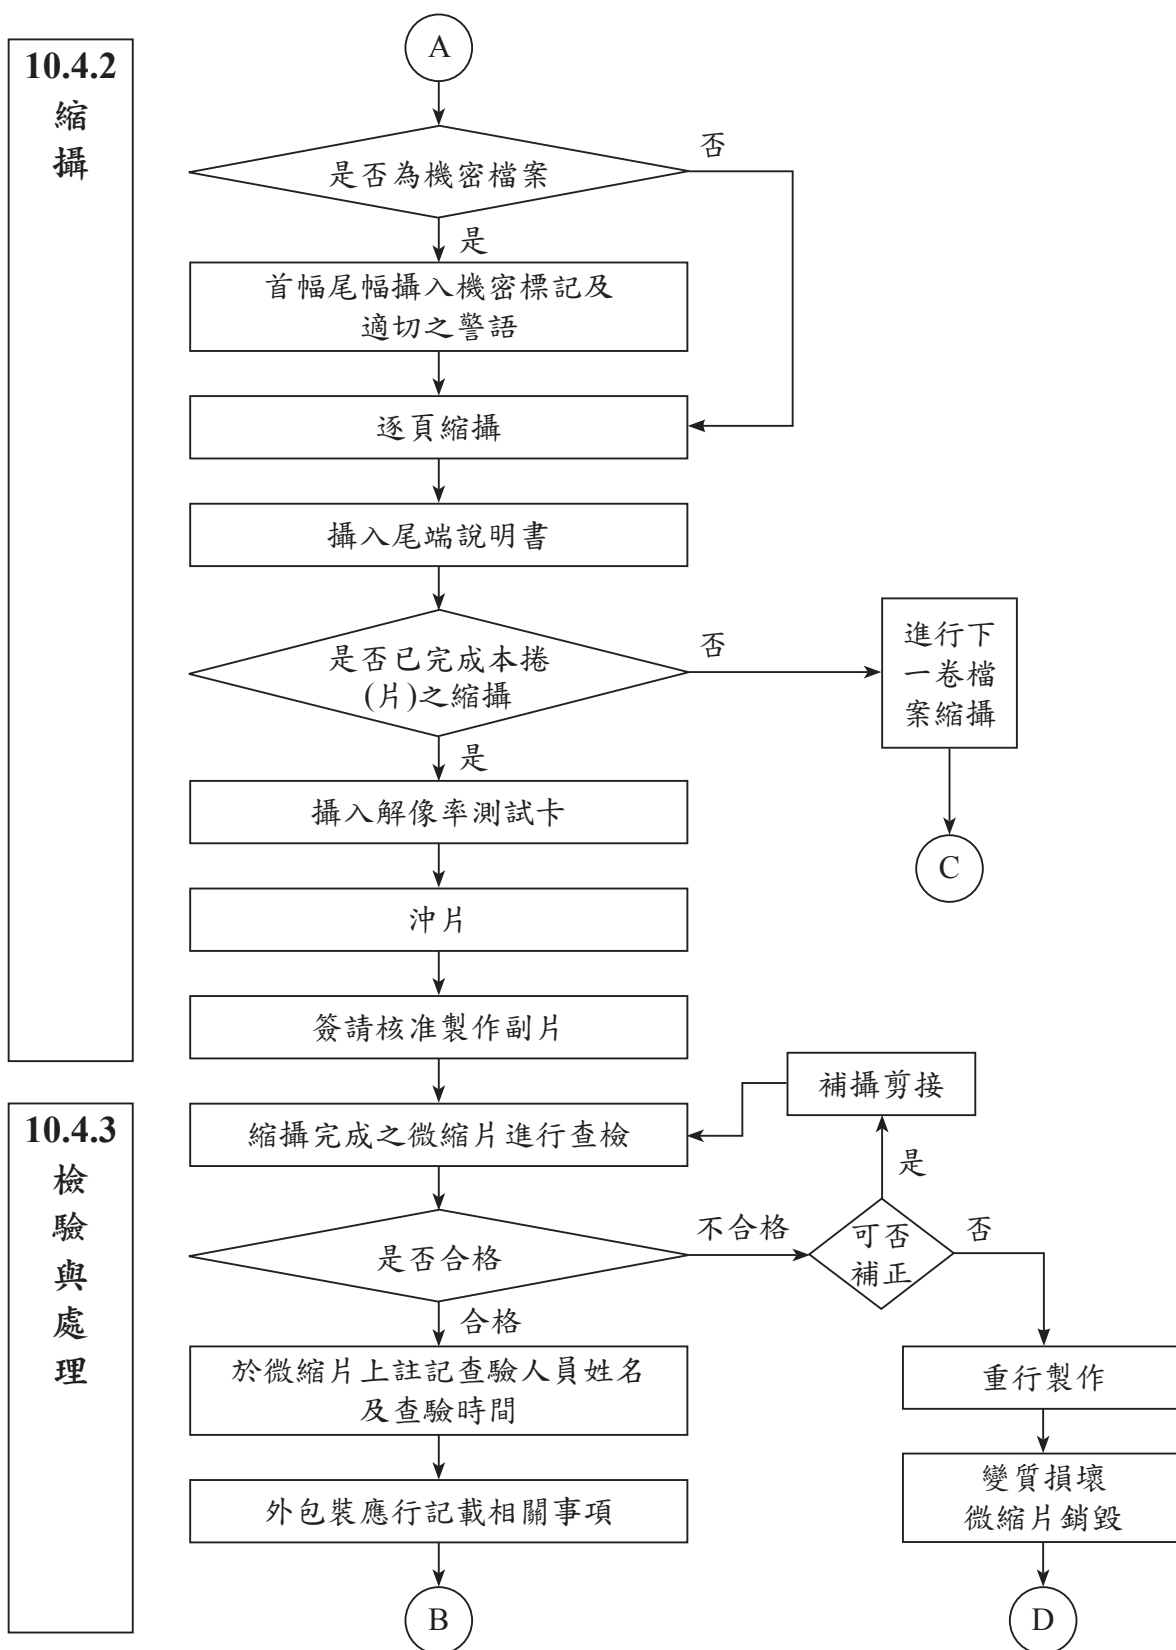 10.4.2
縮
攝
A
是否為機密檔案
否
是
首幅尾幅攝入機密標記及
適切之警語
逐頁縮攝
攝入尾端說明書
是否已完成本捲
(片)之縮攝
否
進行下
一卷檔
案縮攝
是
C
攝入解像率測試卡
沖片
簽請核准製作副片
10.4.3
檢
驗
與
處
理
補攝剪接
縮攝完成之微縮片進行查檢
是
是否合格
不合格
可否
補正
否
合格
於微縮片上註記查驗人員姓名
及查驗時間
重行製作
外包裝應行記載相關事項
變質損壞
微縮片銷毀
B
D